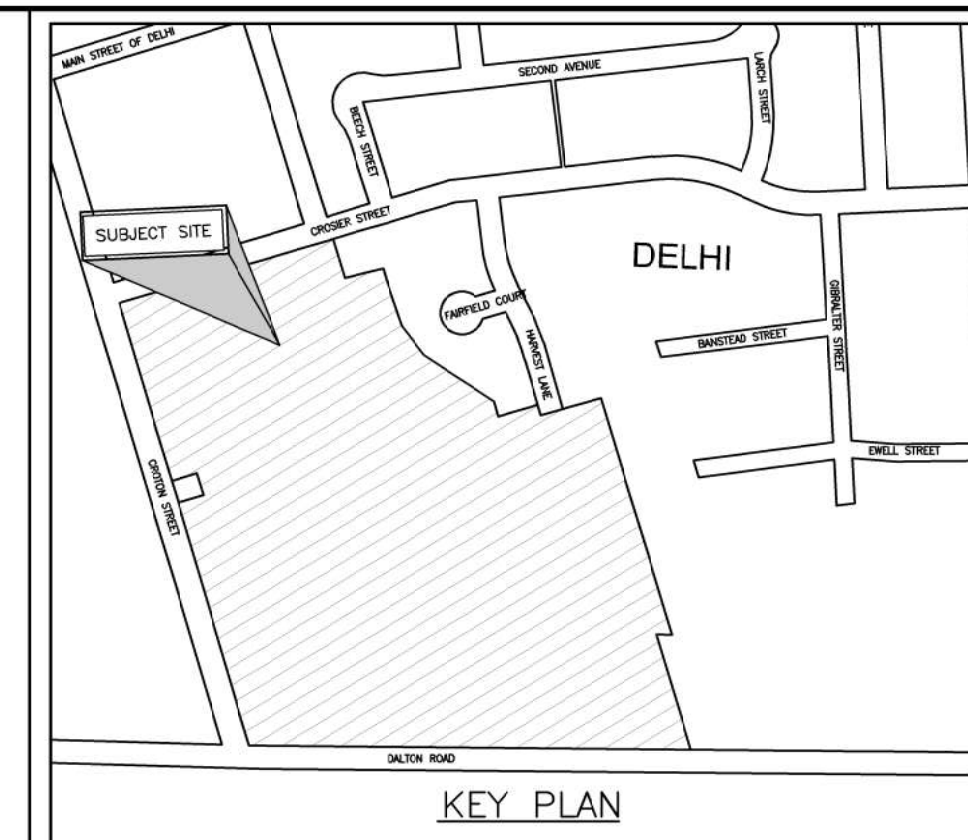 MAIN STREET OF DELHI
SECOND AVENUE
LARCH STREET
BEECH STREET
CROSIER STREET
SUBJECT SITE
DELHI
FAIRFIELD COURT
GIBRALTER STREET
BANSTEAD STREET
HARVEST LANE
EWELL STREET
CROTON STREET
DALTON ROAD
KEY PLAN